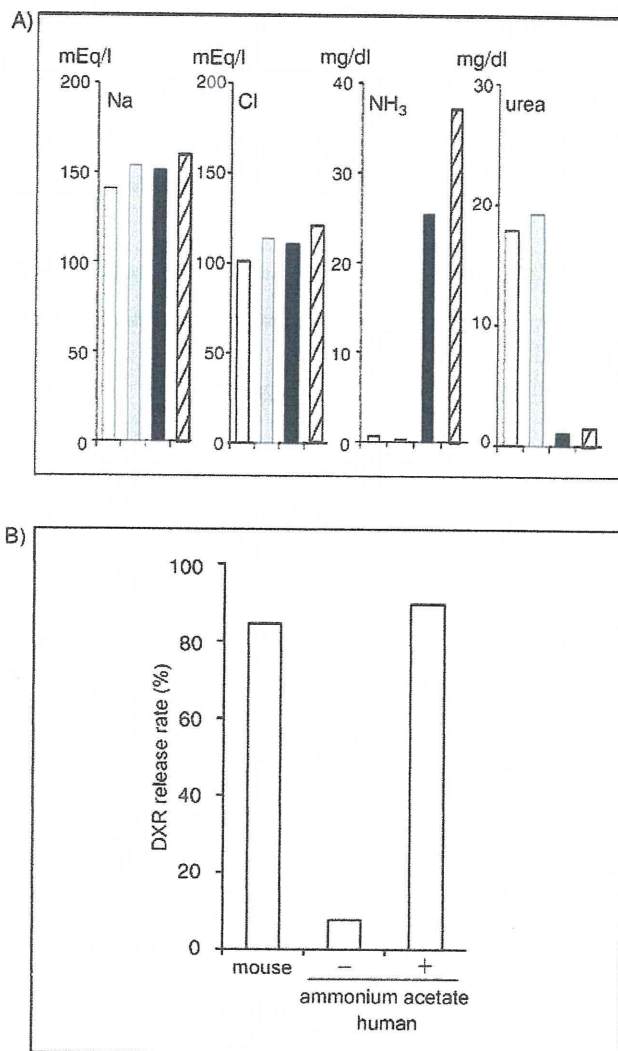 A)
mEq/l mEq/l mg/dl mg/dl
200 200 40 30
Na Cl NH3 urea
150 150 30
20
100 100 20
10
50 50 10
0 0 0 0
B)
100
80
60
40
20
0
DXR release rate (%)
mouse − +
ammonium acetate
human